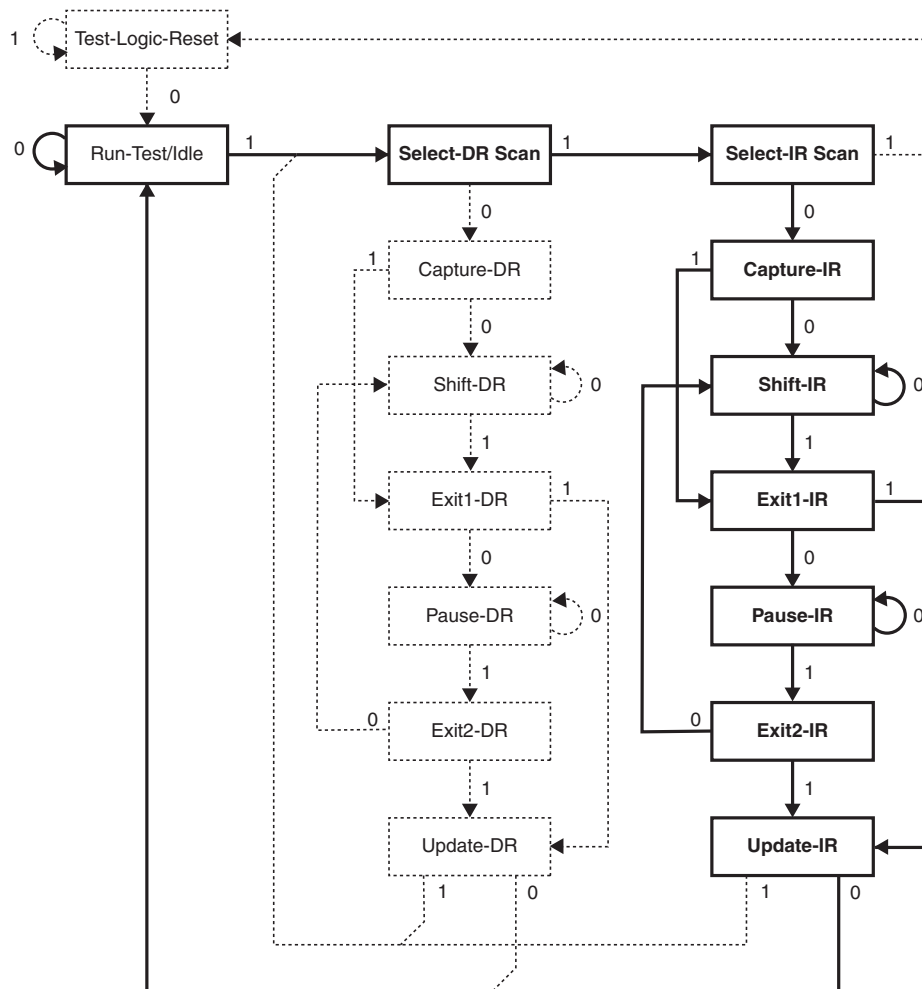 1 Test-Logic-Reset
0
0 Run-Test/Idle 1 Select-DR Scan 1 Select-IR Scan 1
0 0
1 Capture-DR 1 Capture-IR
0 0
Shift-DR 0 Shift-IR 0
1 1
Exit1-DR 1 Exit1-IR 1
0 0
Pause-DR 0 Pause-IR 0
1 1
0 Exit2-DR 0 Exit2-IR
1 1
Update-DR Update-IR
1 0 1 0